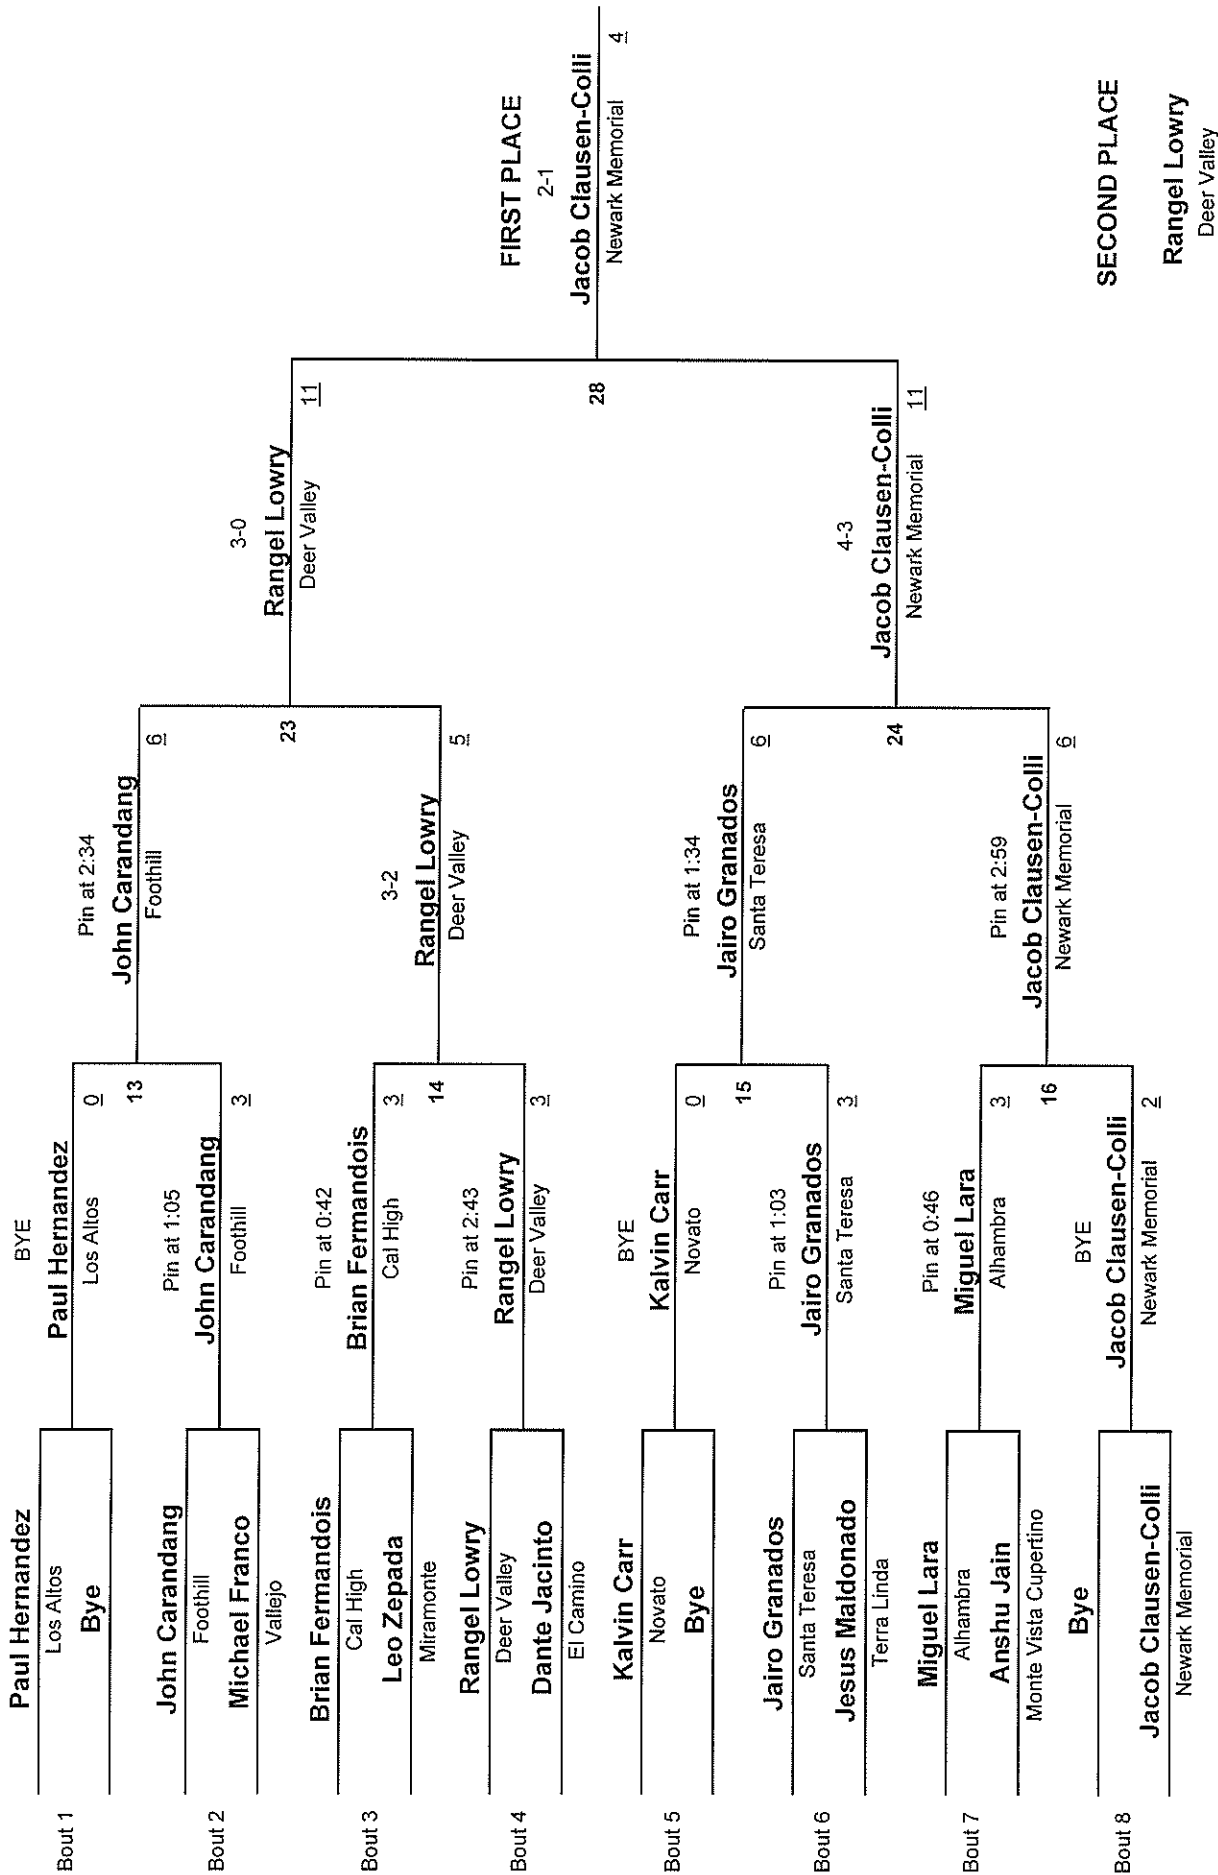 Bout 1
Paul Hernandez
Los Altos
Bye
Bout 2
John Carandang
Foothill
Michael Franco
Vallejo
Bout 3
Brian Fermandois
Cal High
Leo Zepada
Miramonte
Bout 4
Rangel Lowry
Deer Valley
Dante Jacinto
El Camino
Bout 5
Kalvin Carr
Novato
Bye
Bout 6
Jairo Granados
Santa Teresa
Jesus Maldonado
Terra Linda
Bout 7
Miguel Lara
Alhambra
Anshu Jain
Monte Vista Cupertino
Bout 8
Bye
Jacob Clausen-Colli
Newark Memorial
BYE
Paul Hernandez
Los Altos 0
13
Pin at 1:05
John Carandang
Foothill 3
Pin at 0:42
Brian Fermandois
Cal High 3
14
Pin at 2:43
Rangel Lowry
Deer Valley 3
BYE
Kalvin Carr
Novato 0
15
Pin at 1:03
Jairo Granados
Santa Teresa 3
Pin at 0:46
Miguel Lara
Alhambra 3
16
BYE
Jacob Clausen-Colli
Newark Memorial 2
Pin at 2:34
John Carandang
Foothill 6
23
3-2
Rangel Lowry
Deer Valley 5
Pin at 1:34
Jairo Granados
Santa Teresa 6
24
Pin at 2:59
Jacob Clausen-Colli
Newark Memorial 6
3-0
Rangel Lowry
Deer Valley 11
28
4-3
Jacob Clausen-Colli
Newark Memorial 11
FIRST PLACE
2-1
Jacob Clausen-Colli
Newark Memorial 4
SECOND PLACE
Rangel Lowry
Deer Valley